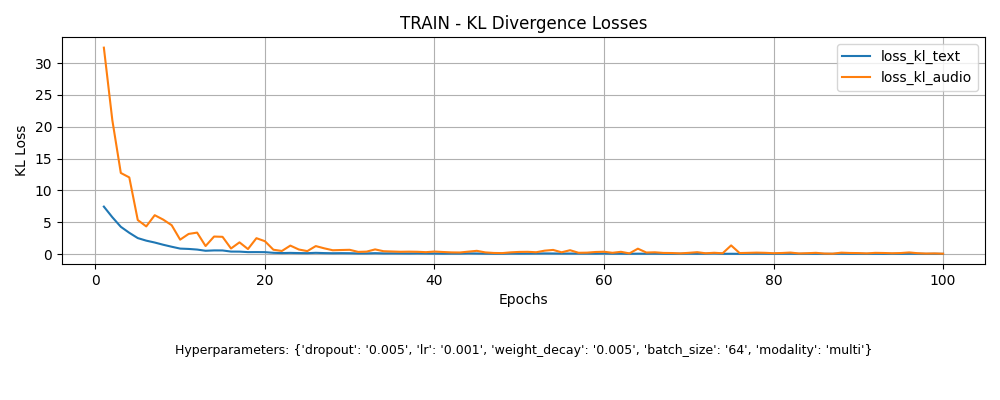 TRAIN - KL Divergence Losses
loss_kl_text
loss_kl_audio
KL Loss
30
25
20
15
10
5
0
0 20 40 60 80 100
Epochs
Hyperparameters: {'dropout': '0.005', 'lr': '0.001', 'weight_decay': '0.005', 'batch_size': '64', 'modality': 'multi'}